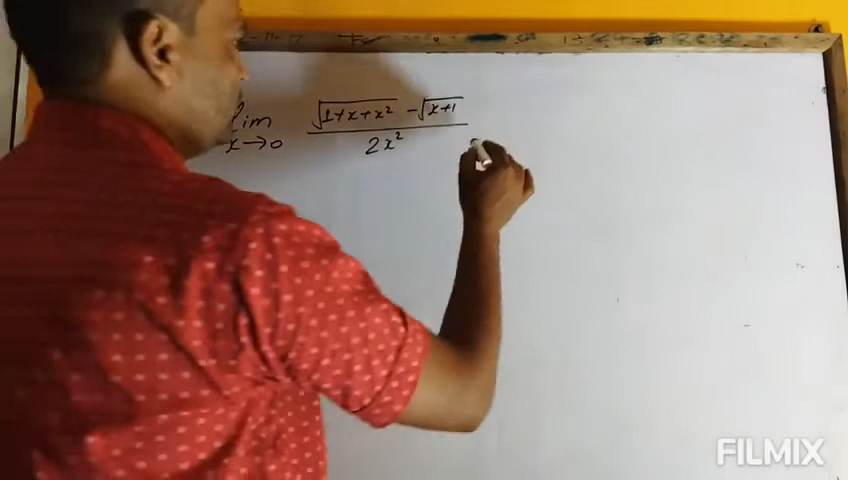 lim √1+x+x² - √x+1
x→0 2x²
FILMIX